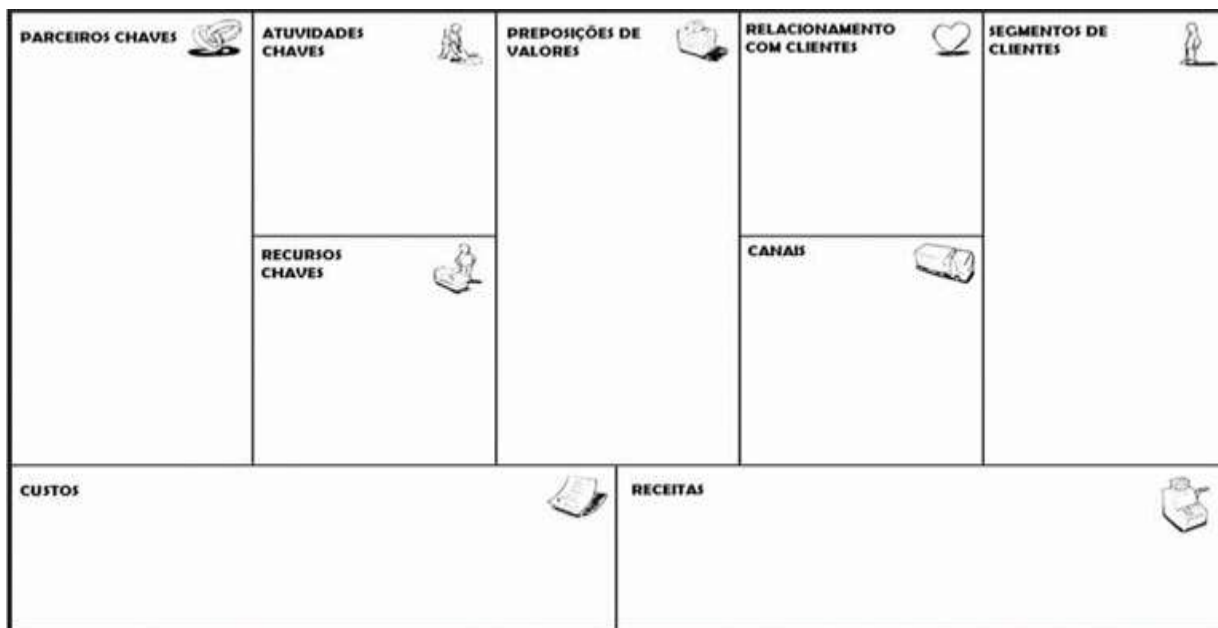 PARCEIROS CHAVES
ATUVIDADES
CHAVES
PREPOSIÇÕES DE
VALORES
RELACIONAMENTO
COM CLIENTES
SEGMENTOS DE
CLIENTES
RECURSOS
CHAVES
CANAIS
CUSTOS
RECEITAS